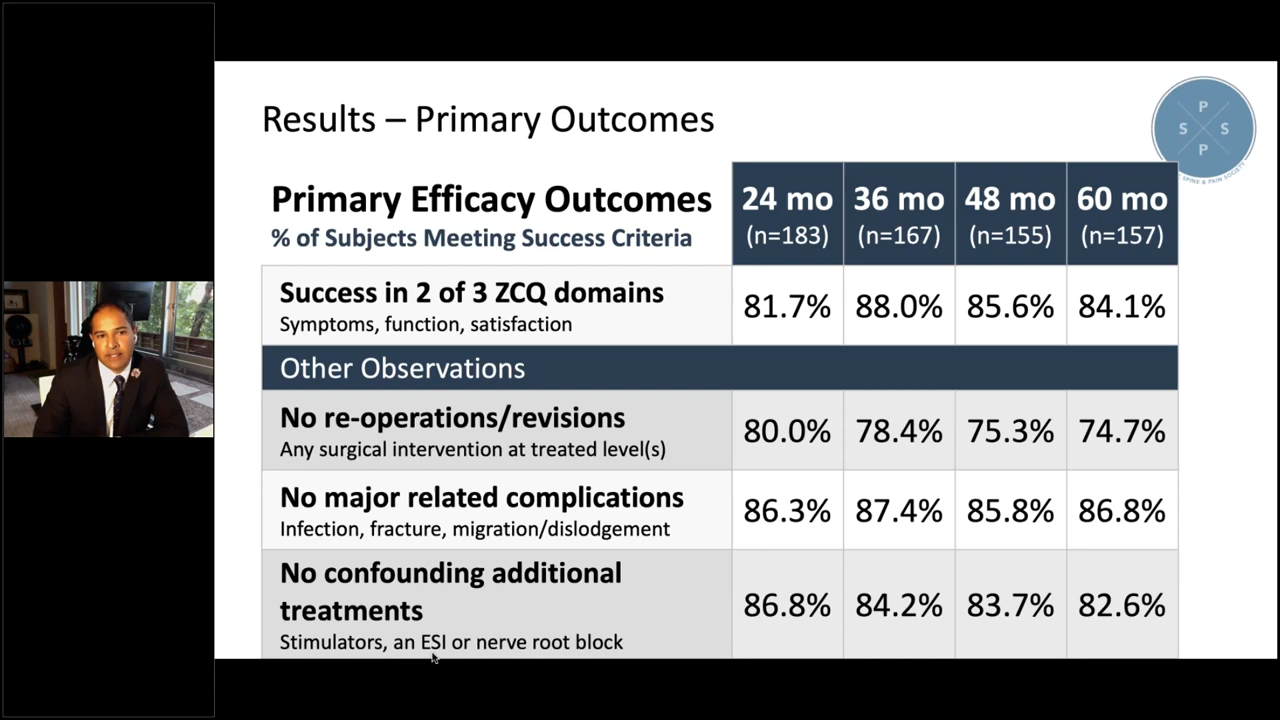 Results – Primary Outcomes
P
S S
P
SPINE & PAIN SOCIETY
Primary Efficacy Outcomes
% of Subjects Meeting Success Criteria
24 mo 36 mo 48 mo 60 mo
(n=183) (n=167) (n=155) (n=157)
Success in 2 of 3 ZCQ domains
Symptoms, function, satisfaction
81.7% 88.0% 85.6% 84.1%
Other Observations
No re-operations/revisions
Any surgical intervention at treated level(s)
80.0% 78.4% 75.3% 74.7%
No major related complications
Infection, fracture, migration/dislodgement
86.3% 87.4% 85.8% 86.8%
No confounding additional
treatments
Stimulators, an ESI or nerve root block
86.8% 84.2% 83.7% 82.6%